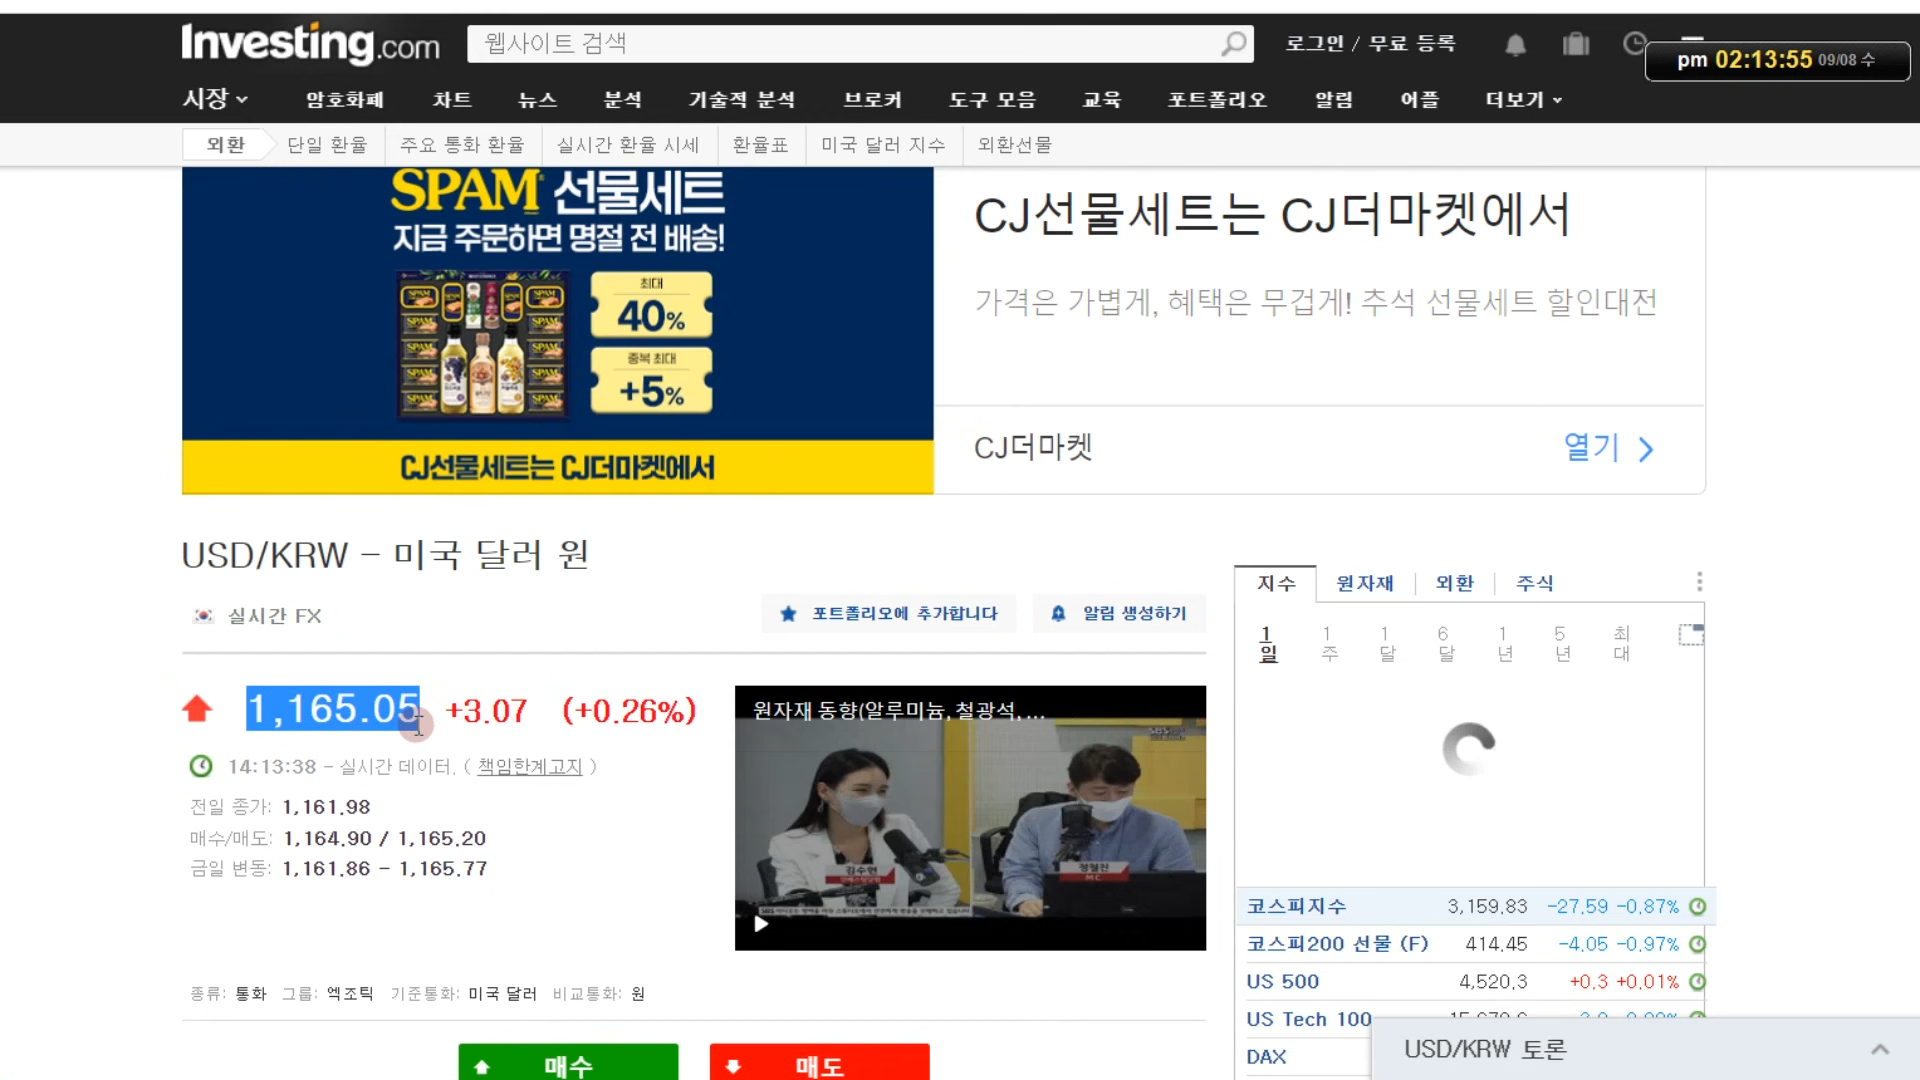 Investing.com
웹사이트 검색
로그인 / 무료 등록
pm 02:13:55 09/08 수
시장
암호화폐
차트
뉴스
분석
기술적 분석
브로커
도구 모음
교육
포트폴리오
알림
어플
더보기
외환
단일 환율
주요 통화 환율
실시간 환율 시세
환율표
미국 달러 지수
외환선물
SPAM 선물세트
지금 주문하면 명절 전 배송!
최대
40%
중복 최대
+5%
CJ선물세트는 CJ더마켓에서
CJ선물세트는 CJ더마켓에서
가격은 가볍게, 혜택은 무겁게! 추석 선물세트 할인대전
CJ더마켓
열기
USD/KRW - 미국 달러 원
실시간 FX
포트폴리오에 추가합니다
알림 생성하기
1,165.05 +3.07 (+0.26%)
14:13:38 - 실시간 데이터. ( 책임한계고지 )
전일 종가: 1,161.98
매수/매도: 1,164.90 / 1,165.20
금일 변동: 1,161.86 - 1,165.77
원자재 동향(알루미늄, 철광석, ...
김수현
정철진
MC
종류: 통화 그룹: 엑조틱 기준통화: 미국 달러 비교통화: 원
매수
매도
지수
원자재
외환
주식
1일
1주
1달
6달
1년
5년
최대
코스피지수 3,159.83 -27.59 -0.87%
코스피200 선물 (F) 414.45 -4.05 -0.97%
US 500 4,520.3 +0.3 +0.01%
US Tech 100
DAX
USD/KRW 토론